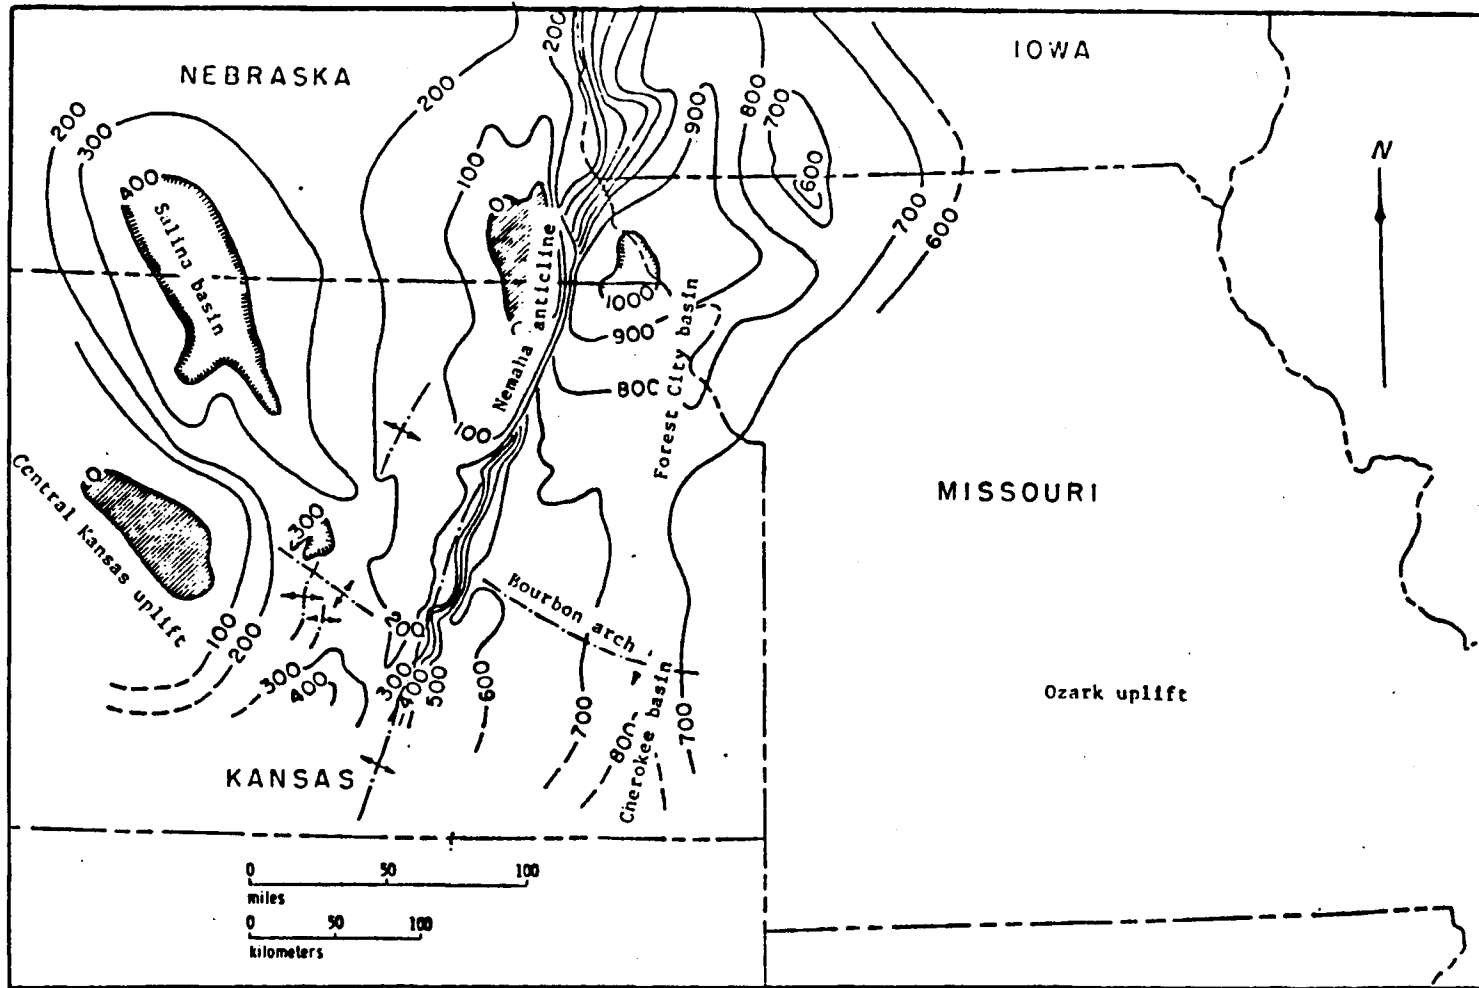 NEBRASKA
IOWA
200
200
200
300
400
Salina basin
100
0
Nemaha anticline
100
900
800
700
600
700
600
N
1000
900
800
Forest City basin
Central Kansas uplift
0
300
100
200
MISSOURI
Bourbon arch
200
300
400
300
400
500
600
700
800
700
Cherokee basin
Ozark uplift
KANSAS
0 50 100
miles
0 50 100
kilometers